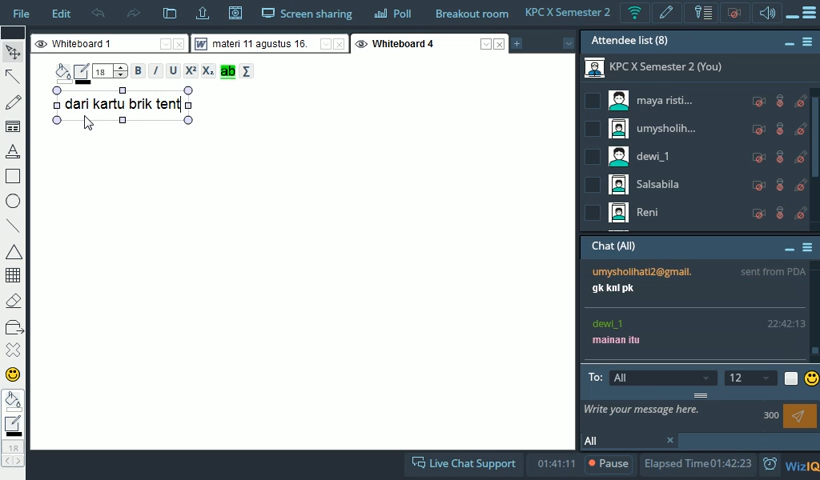 File Edit Screen sharing Poll Breakout room KPC X Semester 2
Whiteboard 1 materi 11 agustus 16. Whiteboard 4
18 B I U X² X₂ ab Σ
dari kartu brik tent
Attendee list (8)
KPC X Semester 2 (You)
maya risti...
umysholih...
dewi_1
Salsabila
Reni
Chat (All)
umysholihati2@gmail. sent from PDA
gk knl pk
dewi_1 22:42:13
mainan itu
To: All 12
Write your message here. 300
All
18
Live Chat Support 01:41:11 Pause Elapsed Time 01:42:23 WizIQ